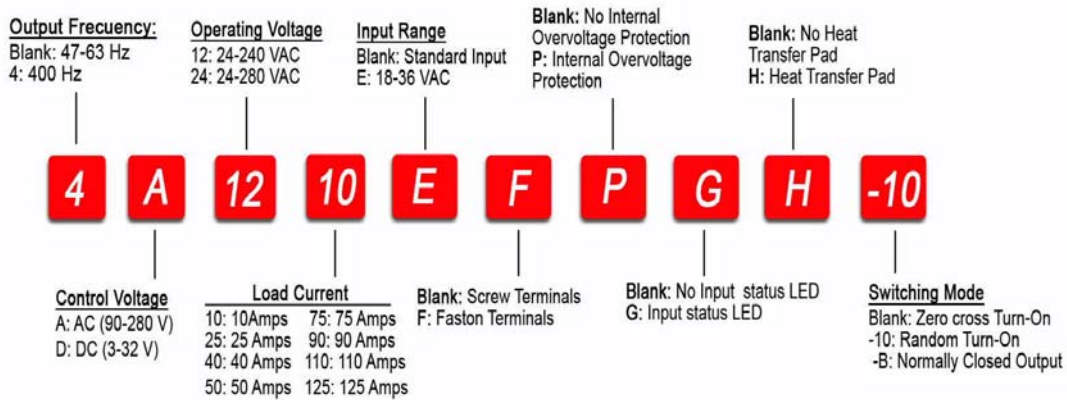 Output Frecuency:
Blank: 47-63 Hz
4: 400 Hz
Operating Voltage
12: 24-240 VAC
24: 24-280 VAC
Input Range
Blank: Standard Input
E: 18-36 VAC
Blank: No Internal
Overvoltage Protection
P: Internal Overvoltage
Protection
Blank: No Heat
Transfer Pad
H: Heat Transfer Pad
4 A 12 10 E F P G H -10
Control Voltage
A: AC (90-280 V)
D: DC (3-32 V)
Load Current
10: 10Amps 75: 75 Amps
25: 25 Amps 90: 90 Amps
40: 40 Amps 110: 110 Amps
50: 50 Amps 125: 125 Amps
Blank: Screw Terminals
F: Faston Terminals
Blank: No Input status LED
G: Input status LED
Switching Mode
Blank: Zero cross Turn-On
-10: Random Turn-On
-B: Normally Closed Output